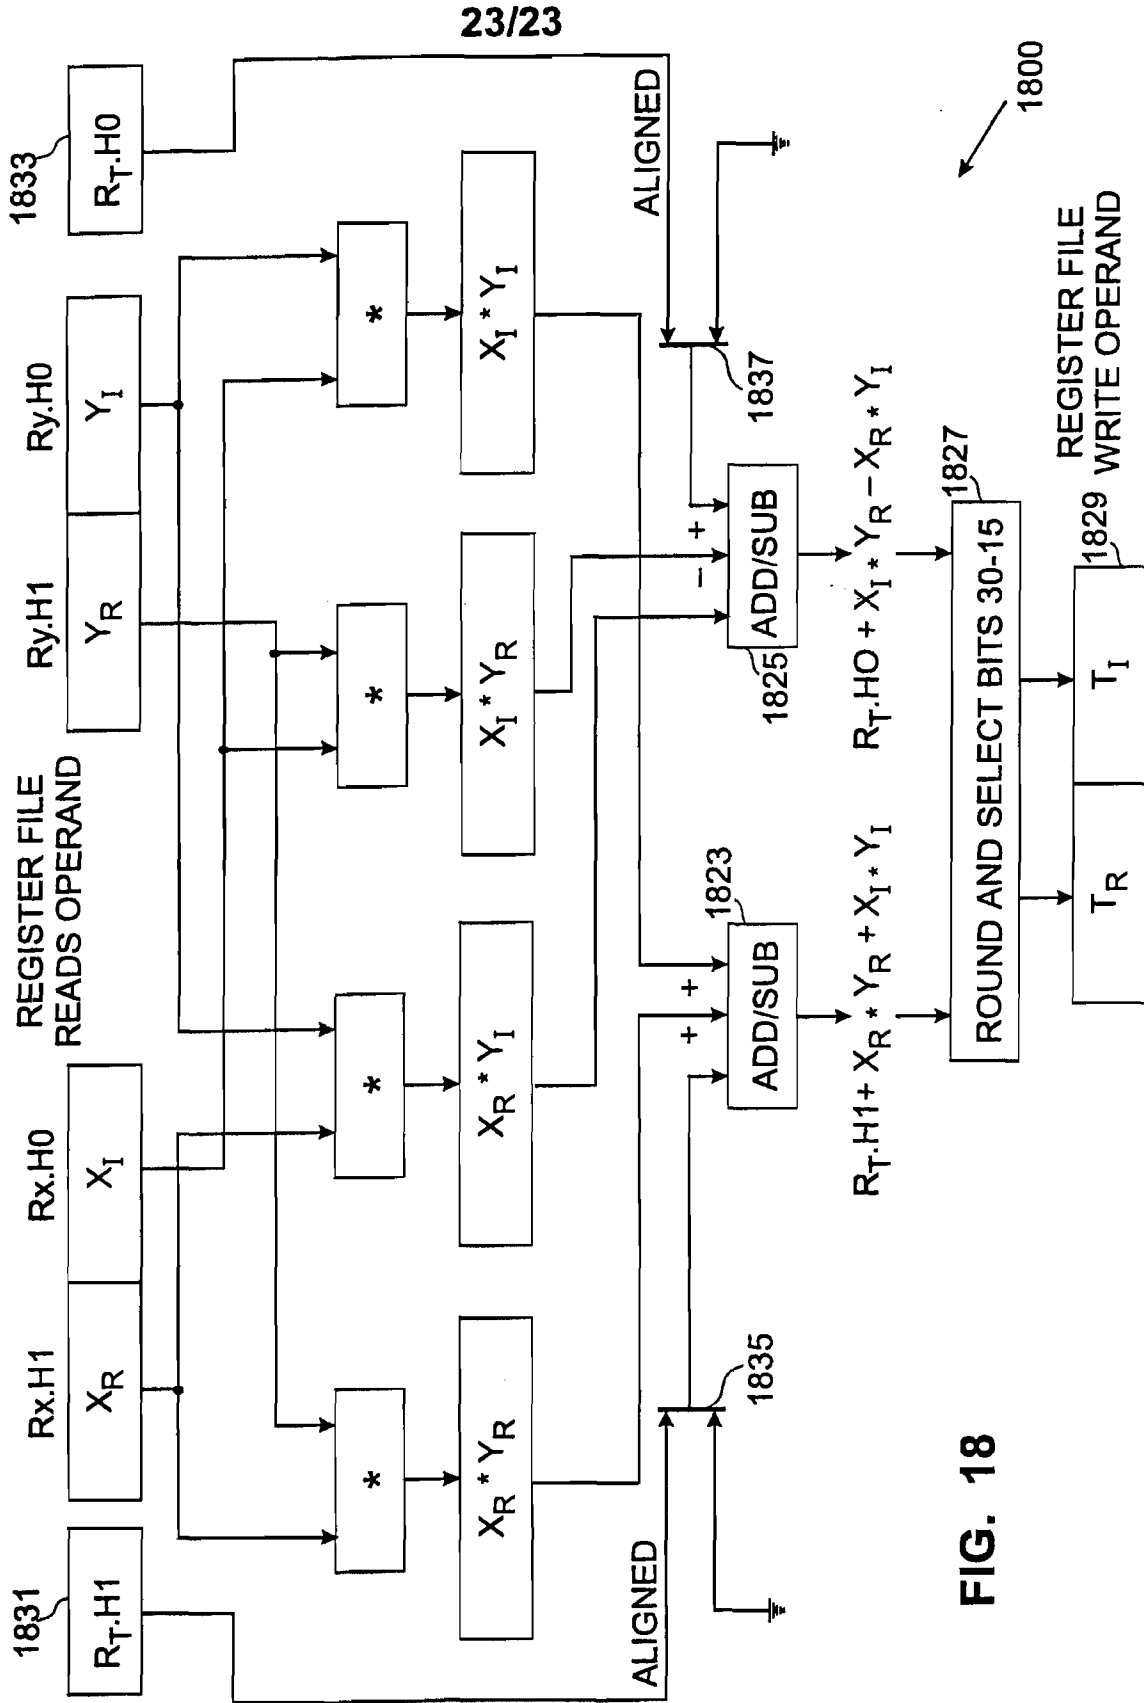 23/23
REGISTER FILE
READS OPERAND
1831
Rx.H1
Rx.H0
Ry.H1
Ry.H0
1833
RT.H1
XR
XI
YR
YI
RT.H0
*
*
*
*
XR*YR
XR*YI
XI*YR
XI*YI
ALIGNED
ALIGNED
1835
1837
+
+
−
+
ADD/SUB
1823
ADD/SUB
1825
RT.H1+ XR*YR+XI*YI
RT.HO+XI*YR−XR*YI
ROUND AND SELECT BITS 30-15
1827
TR
TI
1829
REGISTER FILE
WRITE OPERAND
1800
FIG. 18